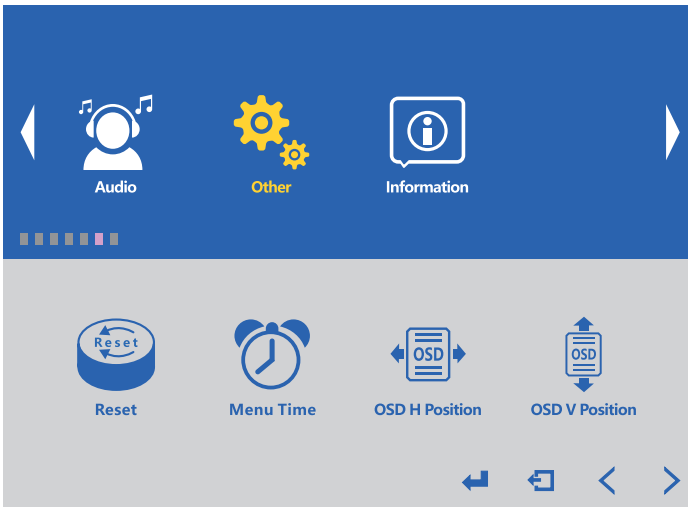 Audio
Other
Information
Reset
OSD
OSD
Reset
Menu Time
OSD H Position
OSD V Position